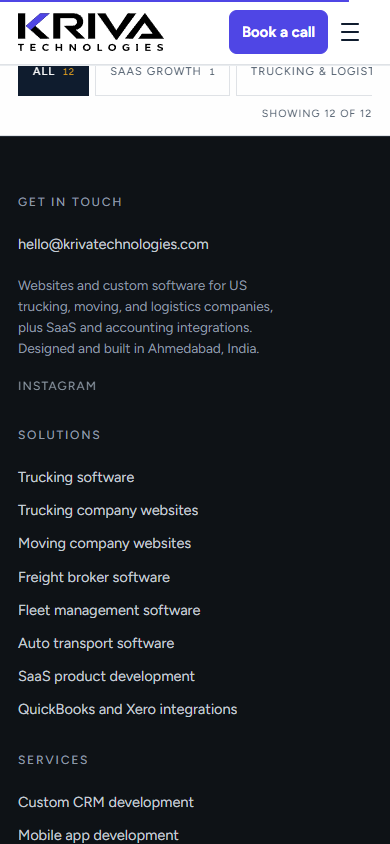 KRIVA
TECHNOLOGIES
Book a call
ALL 12
SAAS GROWTH 1
TRUCKING & LOGIST
SHOWING 12 OF 12
GET IN TOUCH
hello@krivatechnologies.com
Websites and custom software for US
trucking, moving, and logistics companies,
plus SaaS and accounting integrations.
Designed and built in Ahmedabad, India.
INSTAGRAM
SOLUTIONS
Trucking software
Trucking company websites
Moving company websites
Freight broker software
Fleet management software
Auto transport software
SaaS product development
QuickBooks and Xero integrations
SERVICES
Custom CRM development
Mobile app development